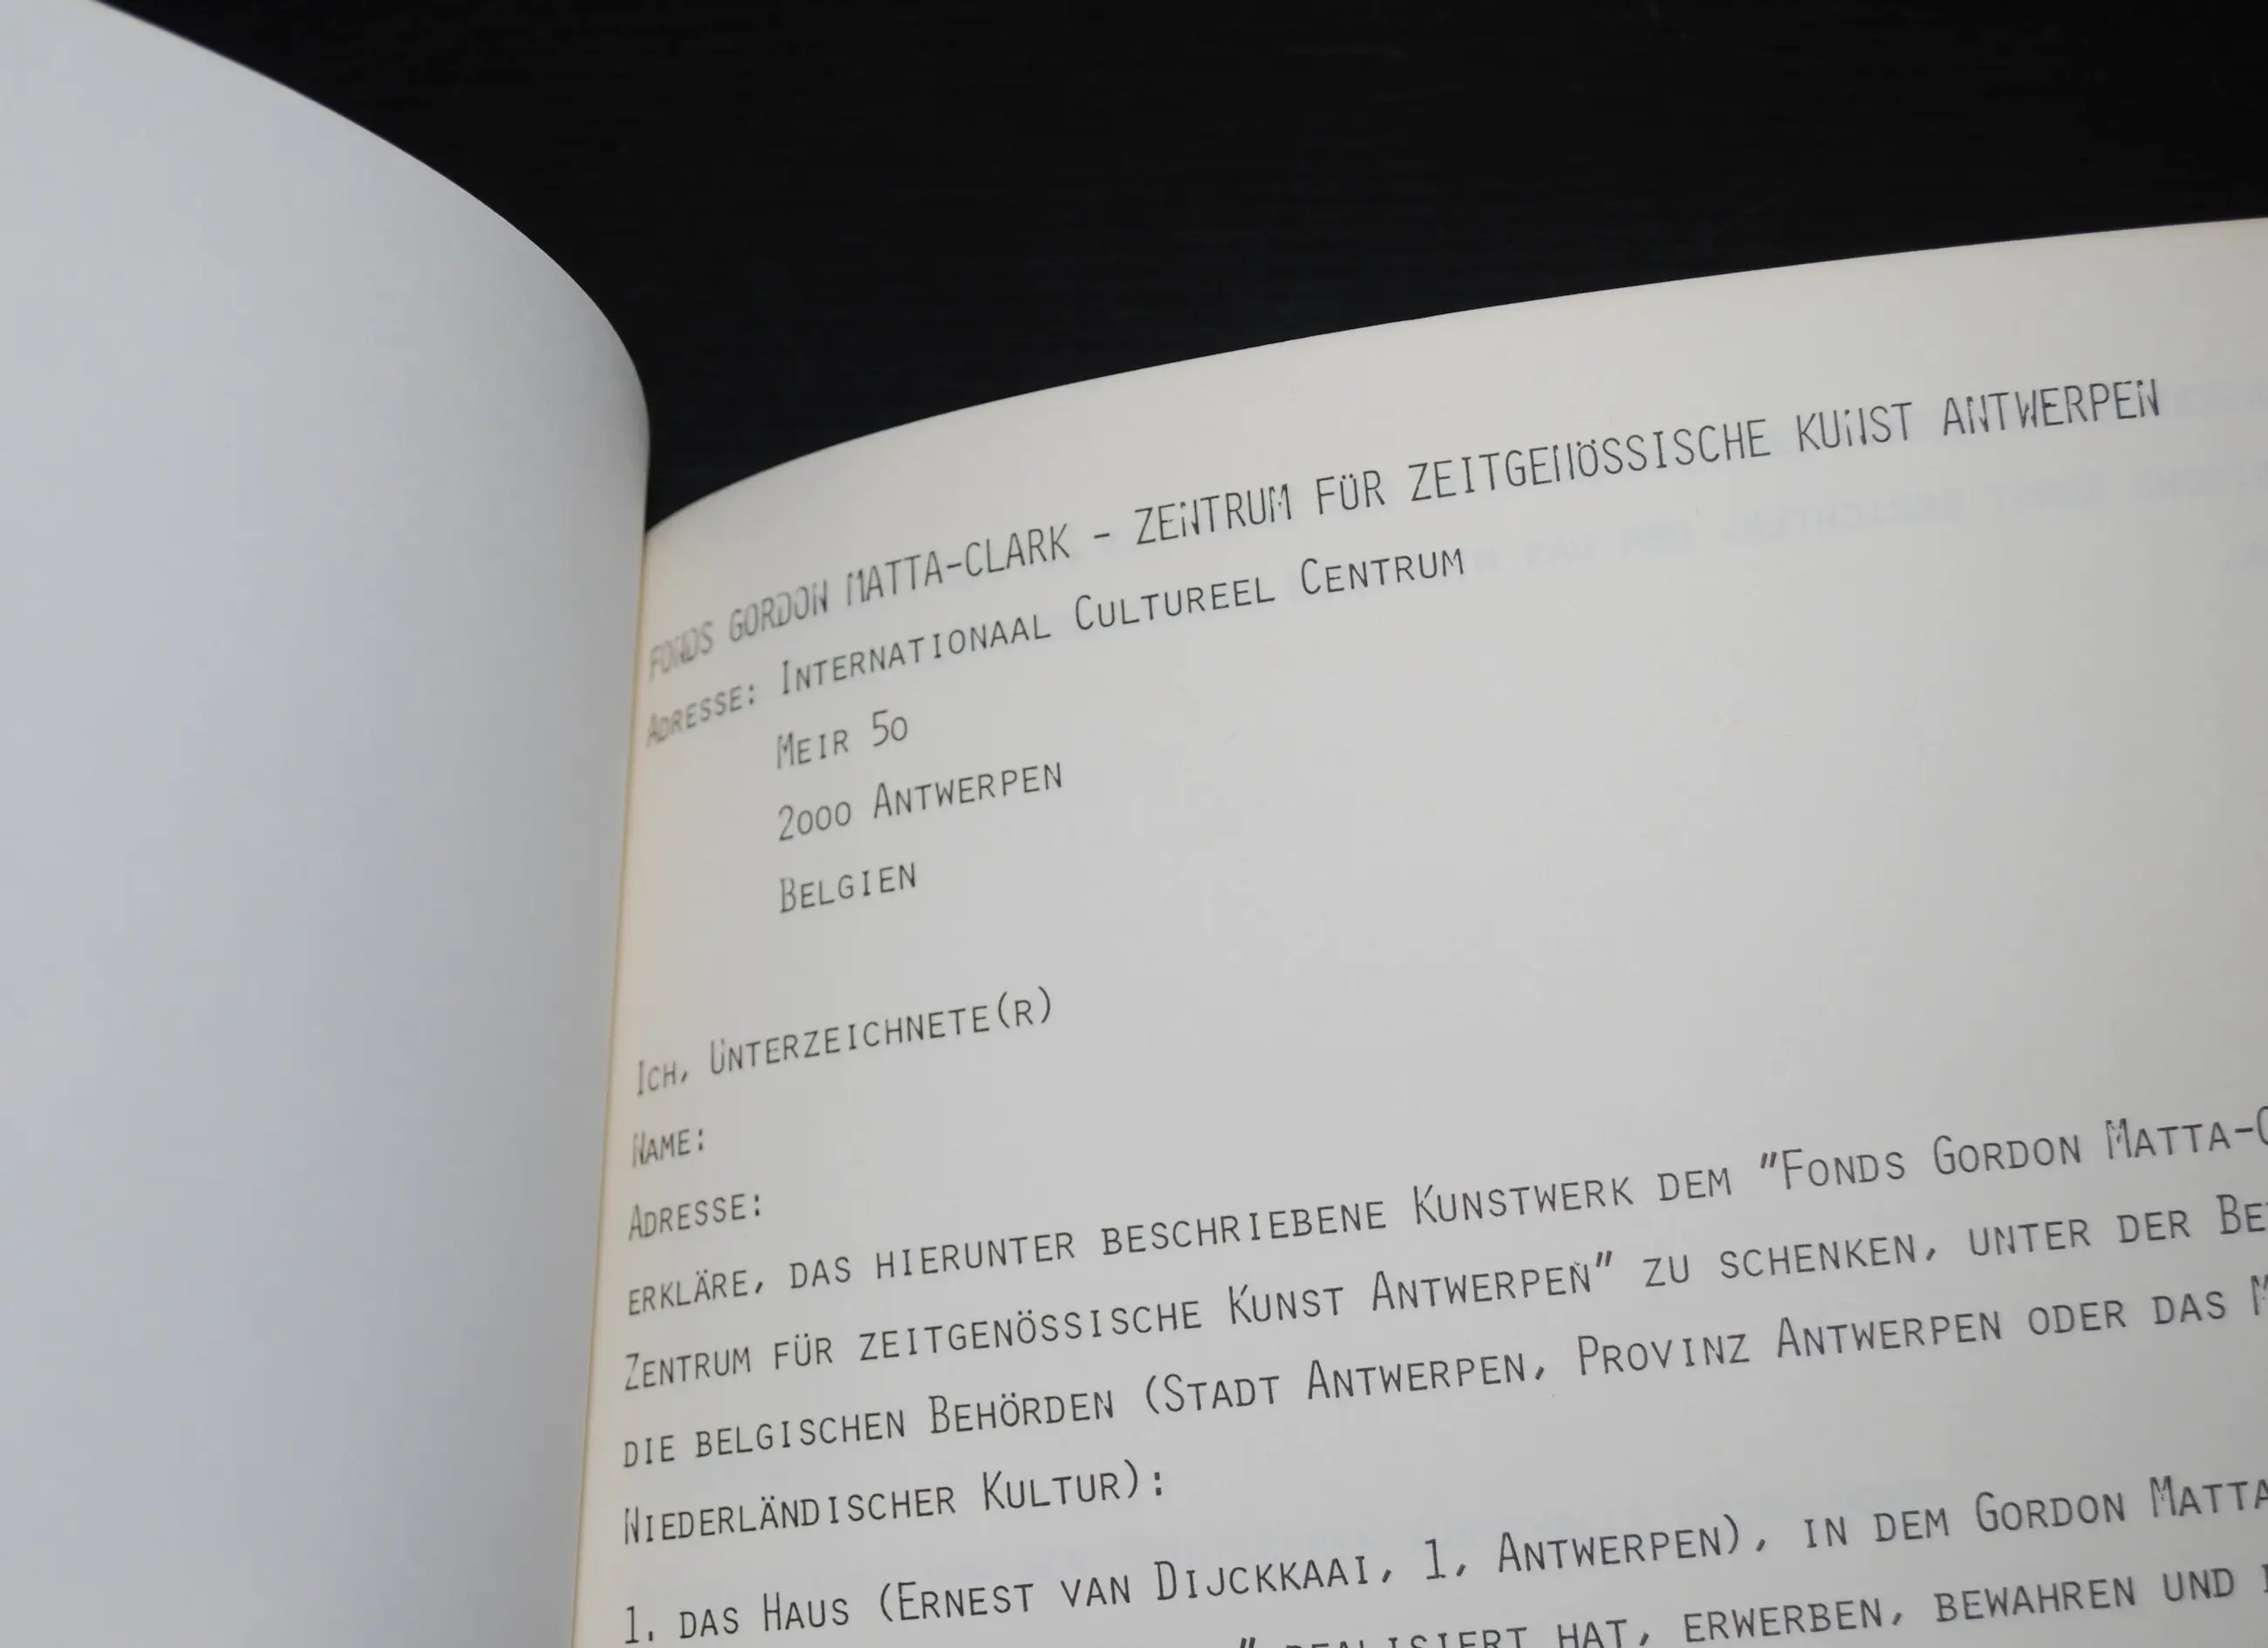 FONDS GORDON MATTA-CLARK - ZENTRUM FÜR ZEITGENÖSSISCHE KUNST ANTWERPEN
ADRESSE: INTERNATIONAAL CULTUREEL CENTRUM
MEIR 50
2000 ANTWERPEN
BELGIEN
ICH, UNTERZEICHNETE(R)
NAME:
ADRESSE:
ERKLÄRE, DAS HIERUNTER BESCHRIEBENE KUNSTWERK DEM "FONDS GORDON MATTA-
ZENTRUM FÜR ZEITGENÖSSISCHE KUNST ANTWERPEN" ZU SCHENKEN, UNTER DER
DIE BELGISCHEN BEHÖRDEN (STADT ANTWERPEN, PROVINZ ANTWERPEN ODER DAS
NIEDERLÄNDISCHER KULTUR):
1. DAS HAUS (ERNEST VAN DIJCKKAAI, 1, ANTWERPEN), IN DEM GORDON MATTA
" REALISIERT HAT, ERWERBEN, BEWAHREN UND